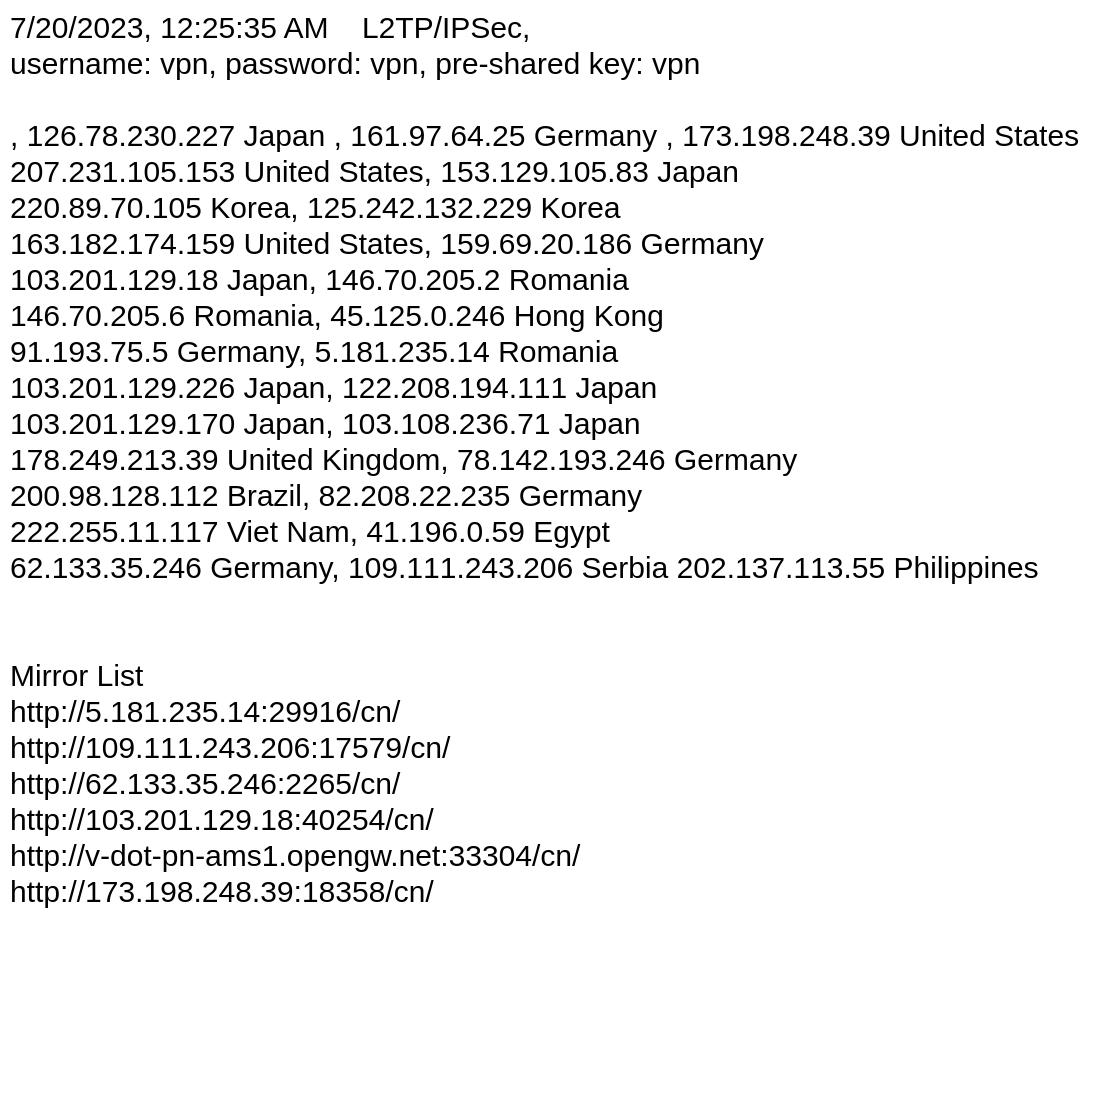 7/20/2023, 12:25:35 AM    L2TP/IPSec,
username: vpn, password: vpn, pre-shared key: vpn
, 126.78.230.227 Japan , 161.97.64.25 Germany , 173.198.248.39 United States
207.231.105.153 United States, 153.129.105.83 Japan
220.89.70.105 Korea, 125.242.132.229 Korea
163.182.174.159 United States, 159.69.20.186 Germany
103.201.129.18 Japan, 146.70.205.2 Romania
146.70.205.6 Romania, 45.125.0.246 Hong Kong
91.193.75.5 Germany, 5.181.235.14 Romania
103.201.129.226 Japan, 122.208.194.111 Japan
103.201.129.170 Japan, 103.108.236.71 Japan
178.249.213.39 United Kingdom, 78.142.193.246 Germany
200.98.128.112 Brazil, 82.208.22.235 Germany
222.255.11.117 Viet Nam, 41.196.0.59 Egypt
62.133.35.246 Germany, 109.111.243.206 Serbia 202.137.113.55 Philippines
Mirror List
http://5.181.235.14:29916/cn/
http://109.111.243.206:17579/cn/
http://62.133.35.246:2265/cn/
http://103.201.129.18:40254/cn/
http://v-dot-pn-ams1.opengw.net:33304/cn/
http://173.198.248.39:18358/cn/